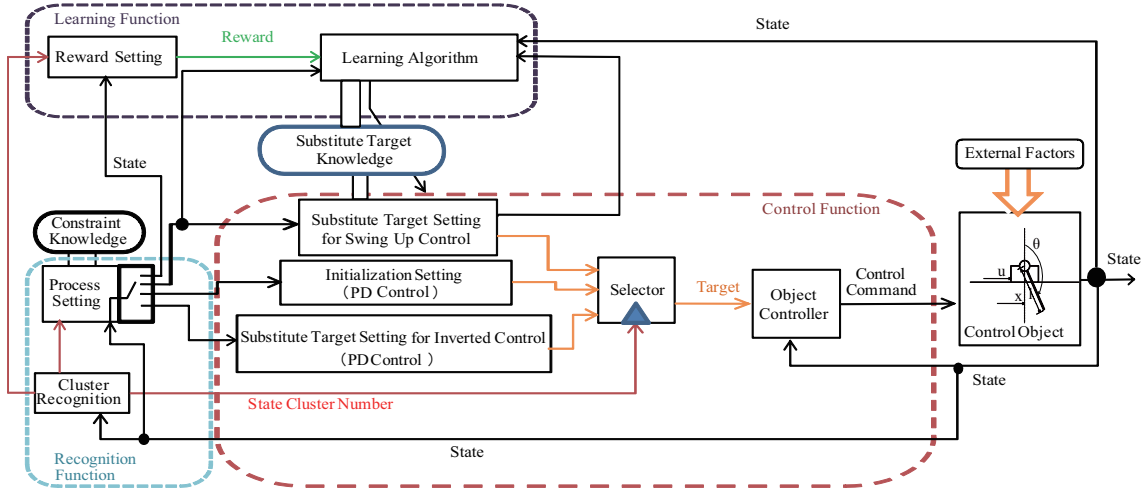 Learning Function
Reward Setting
Reward
Learning Algorithm
State
Substitute Target
Knowledge
State
External Factors
Constraint
Knowledge
Substitute Target Setting
for Swing Up Control
Control Function
Process
Setting
Initialization Setting
(PD Control)
Selector
Target
Object
Controller
Control
Command
θ
u
x
r
Control Object
State
Substitute Target Setting for Inverted Control
(PDControl)
Cluster
Recognition
State Cluster Number
State
State
Recognition
Function